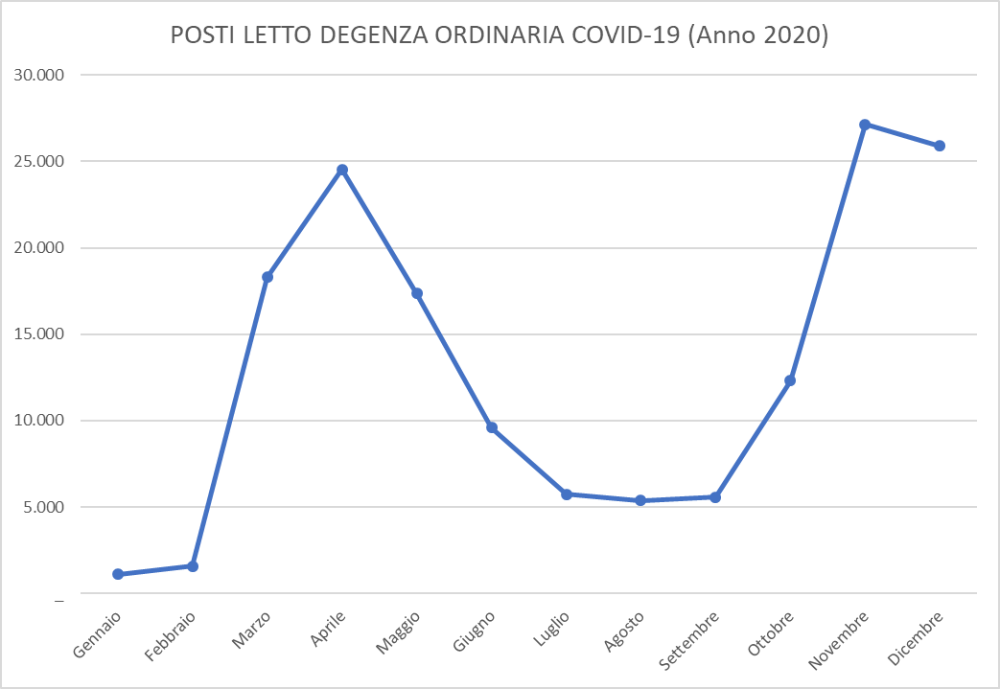 POSTI LETTO DEGENZA ORDINARIA COVID-19 (Anno 2020)
30.000
25.000
20.000
15.000
10.000
5.000
–
Gennaio
Febbraio
Marzo
Aprile
Maggio
Giugno
Luglio
Agosto
Settembre
Ottobre
Novembre
Dicembre